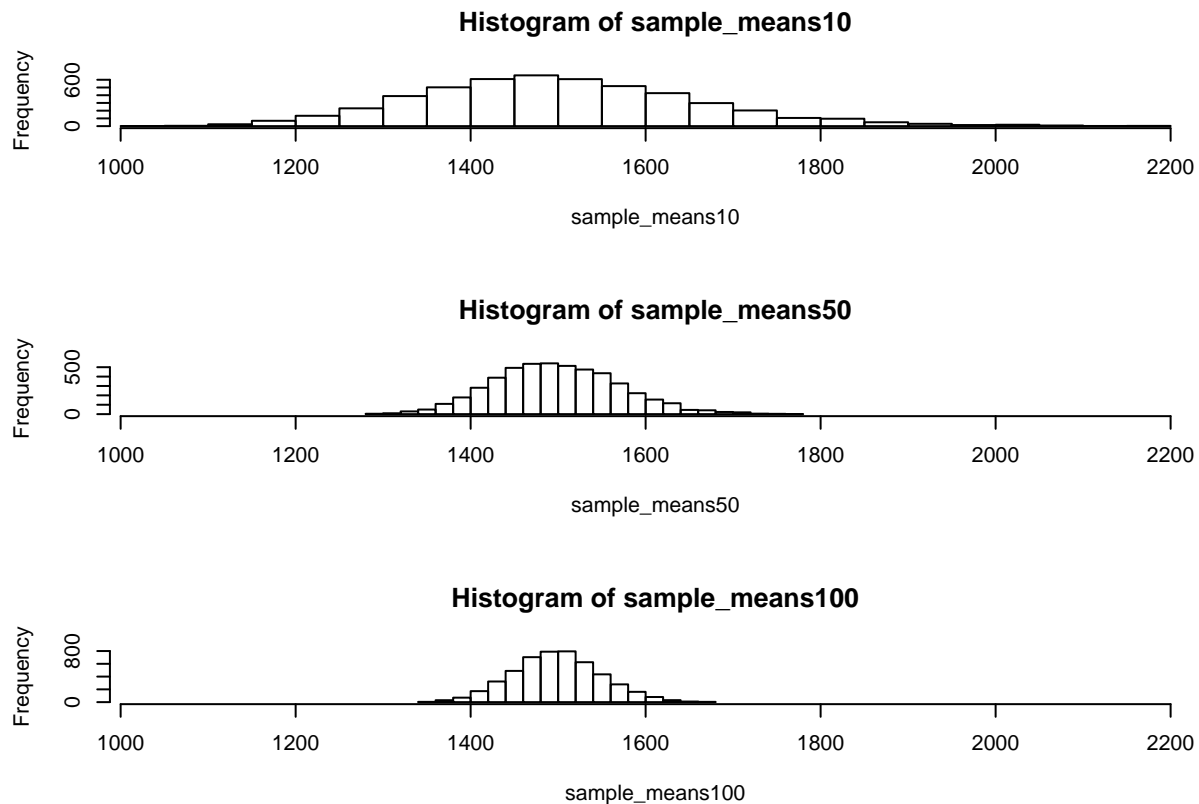 Histogram of sample_means10
Frequency
0 600
1000 1200 1400 1600 1800 2000 2200
sample_means10
Histogram of sample_means50
Frequency
0 500
1000 1200 1400 1600 1800 2000 2200
sample_means50
Histogram of sample_means100
Frequency
0 800
1000 1200 1400 1600 1800 2000 2200
sample_means100